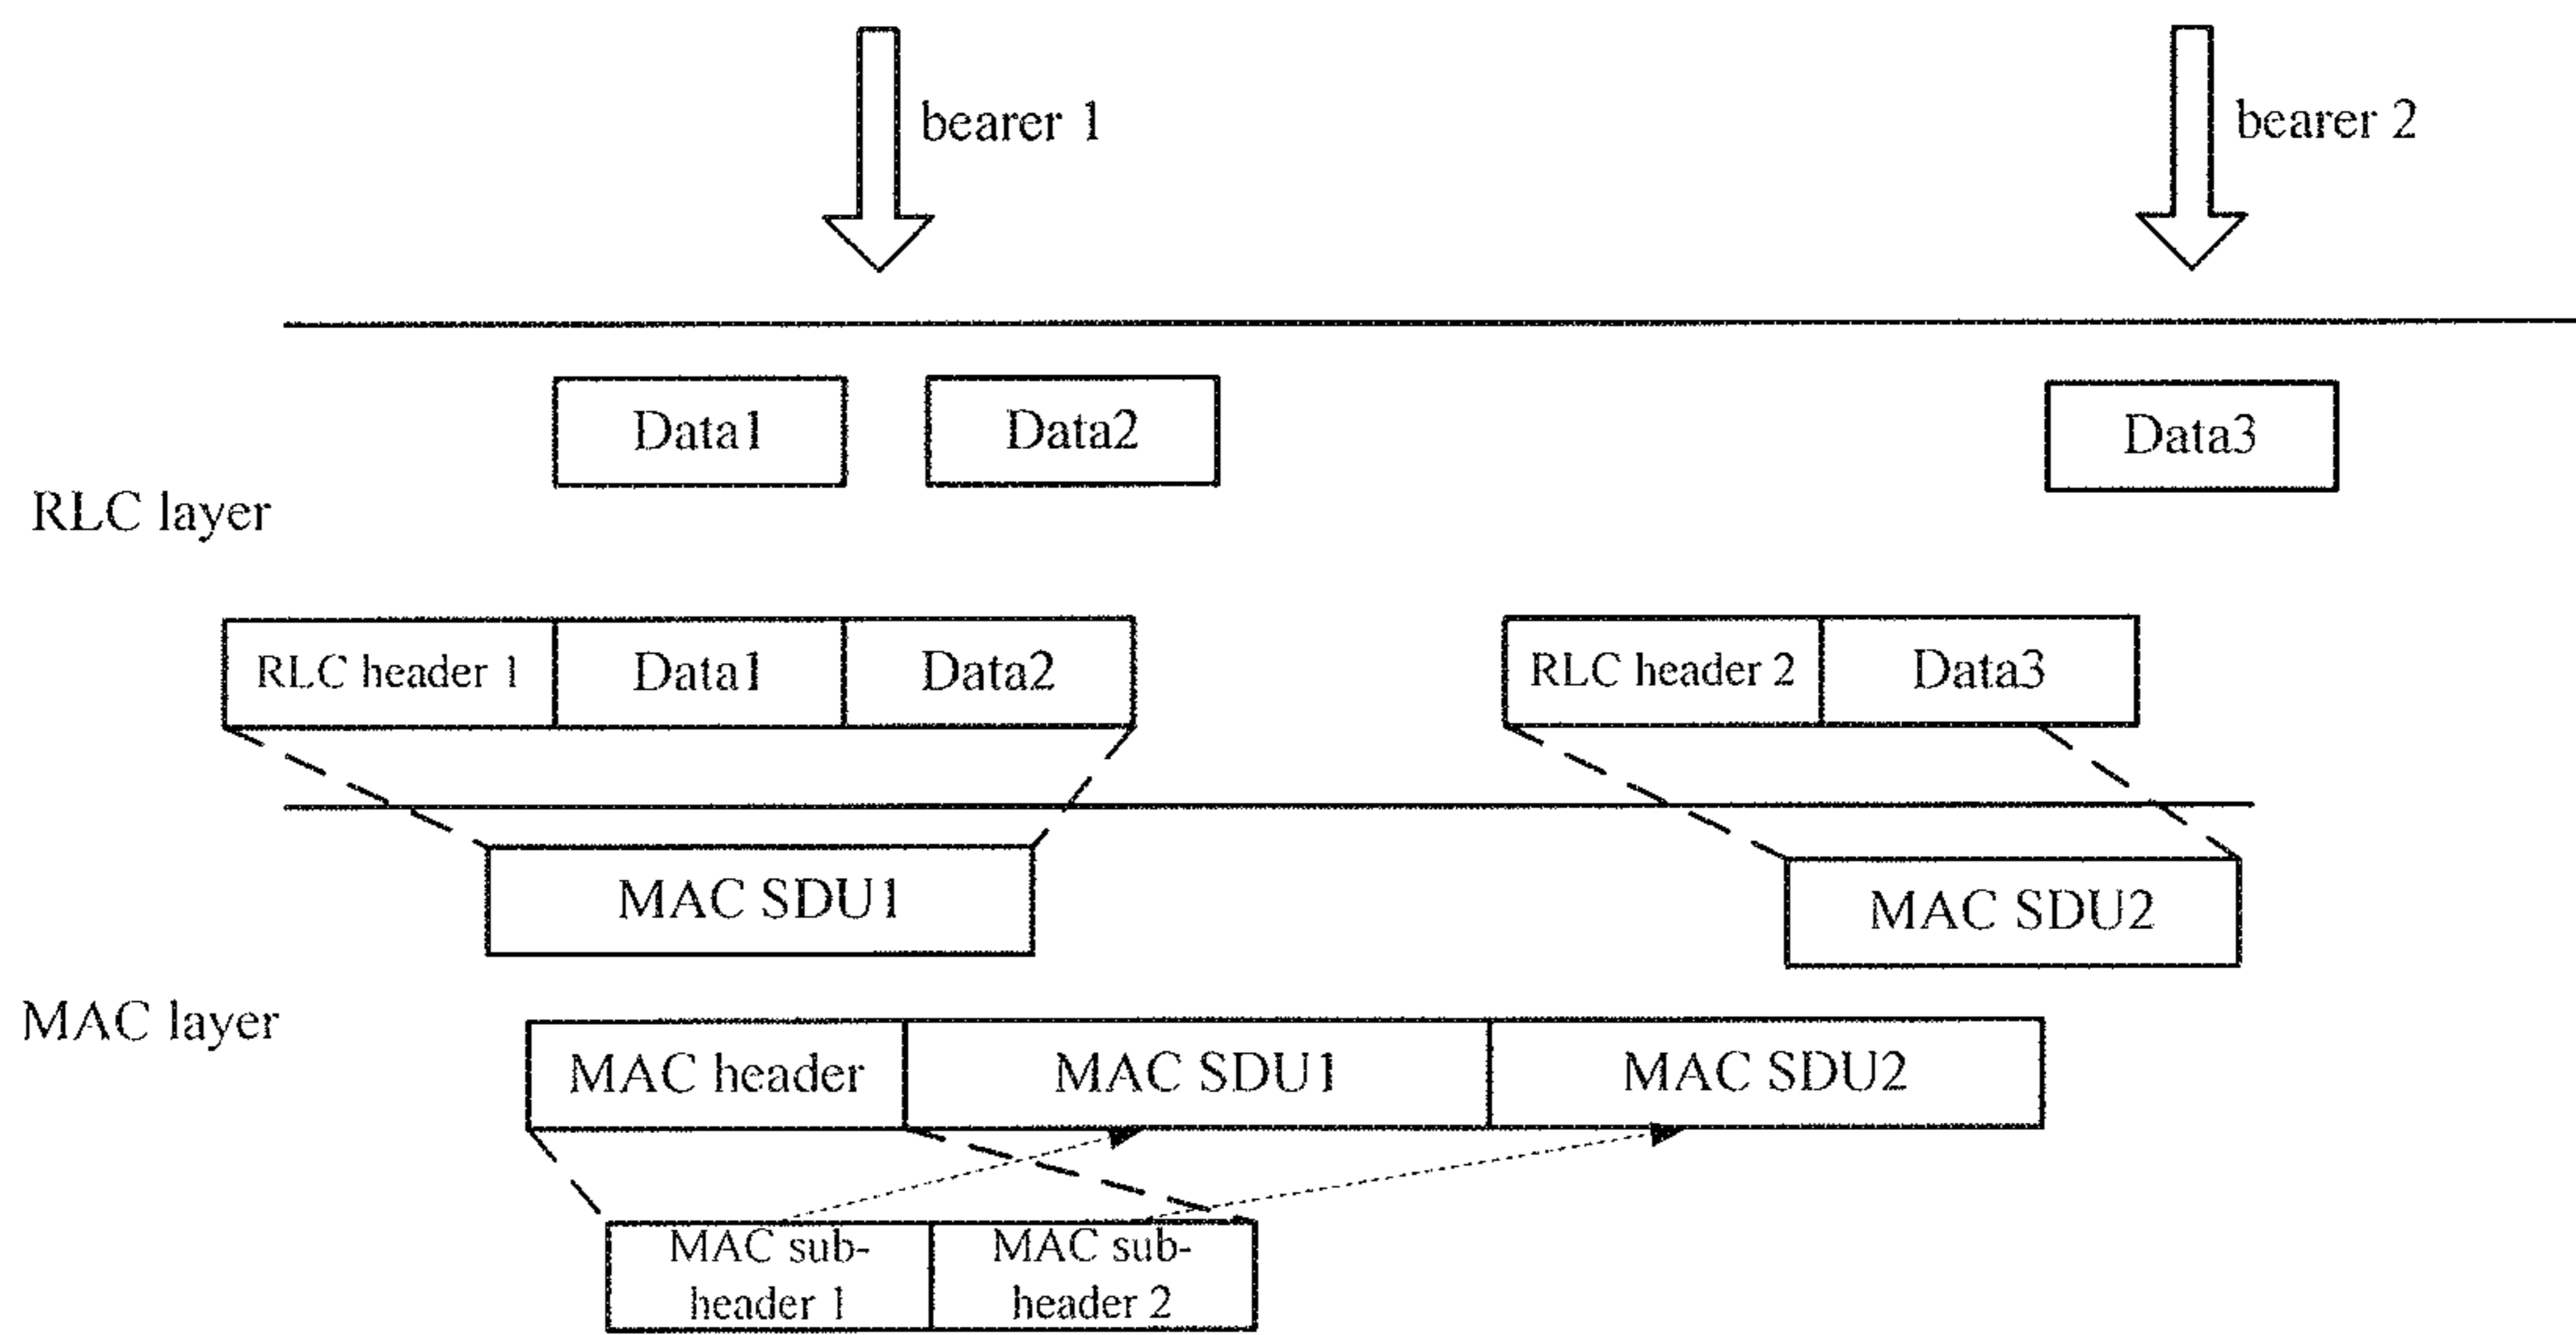 bearer 1
bearer 2
Data1
Data2
Data3
RLC layer
RLC header 1
Data1
Data2
RLC header 2
Data3
MAC SDU1
MAC SDU2
MAC layer
MAC header
MAC SDU1
MAC SDU2
MAC sub-
header 1
MAC sub-
header 2